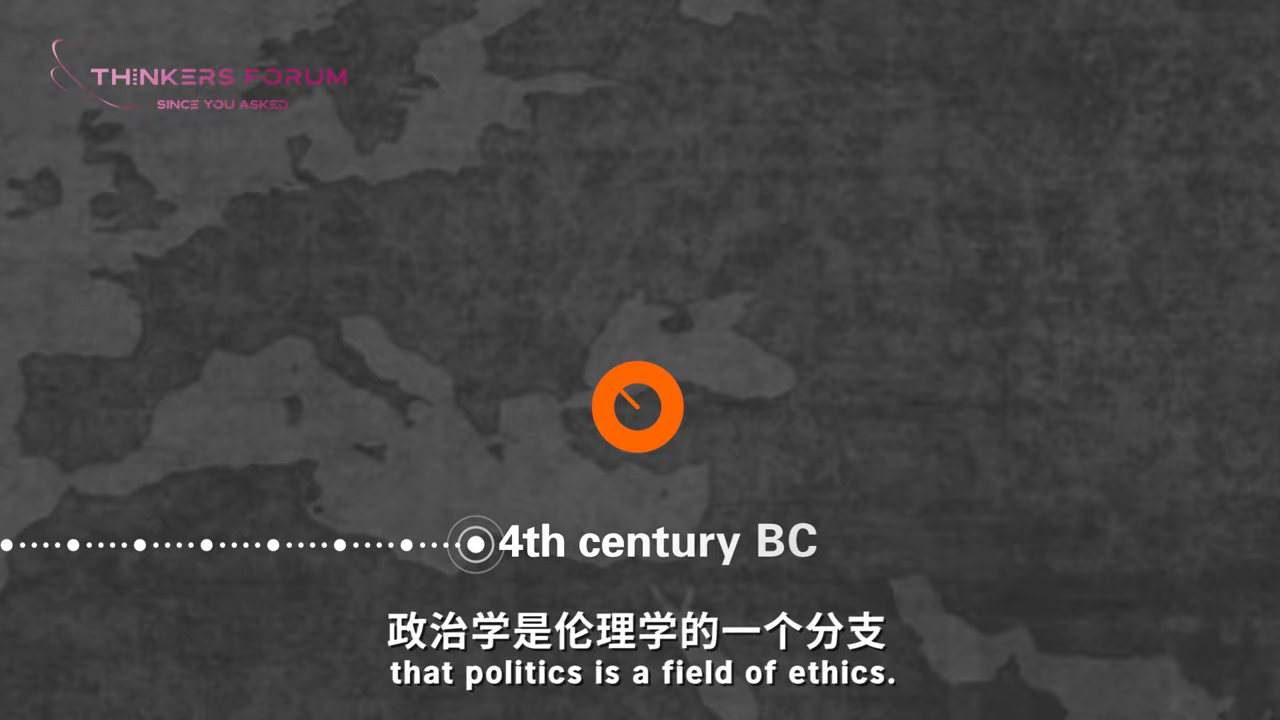 THINKERS FORUM
SINCE YOU ASKED
4th century BC
政治学是伦理学的一个分支
that politics is a field of ethics.